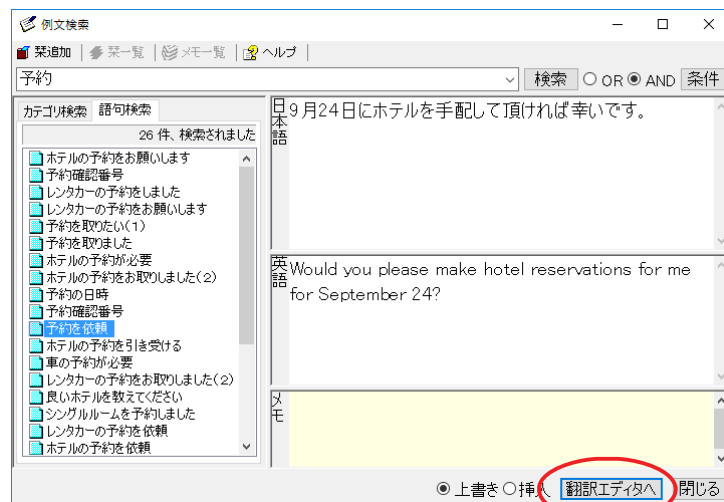 例文検索
栞追加 栞一覧 メモ一覧 ヘルプ
予約 検索 OR AND 条件
カテゴリ検索 語句検索
26 件、検索されました
ホテルの予約をお願いします
予約確認番号
レンタカーの予約をしました
レンタカーの予約をお願いします
予約を取りたい(1)
予約を取りました
ホテルの予約が必要
ホテルの予約をお取りしました(2)
予約の日時
予約確認番号
予約を依頼
ホテルの予約を引き受ける
車の予約が必要
レンタカーの予約をお取りしました(2)
良いホテルを教えてください
シングルルームを予約しました
レンタカーの予約を依頼
ホテルの予約を依頼
日本語
9月24日にホテルを手配して頂ければ幸いです。
英語
Would you please make hotel reservations for me
for September 24?
メモ
上書き 挿入 翻訳エディタへ 閉じる